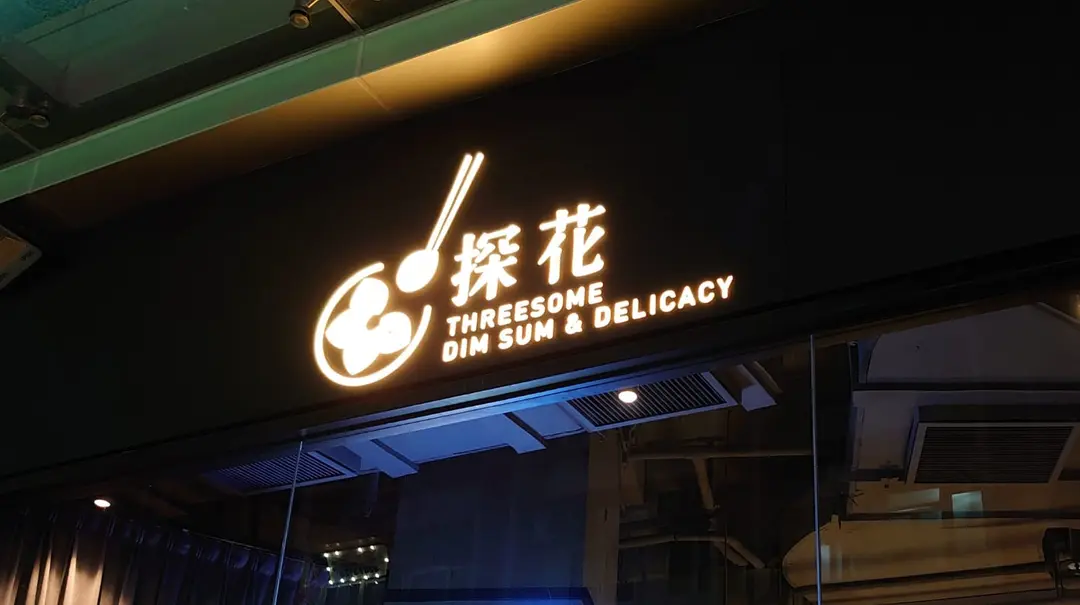 探花
THREESOME
DIM SUM & DELICACY